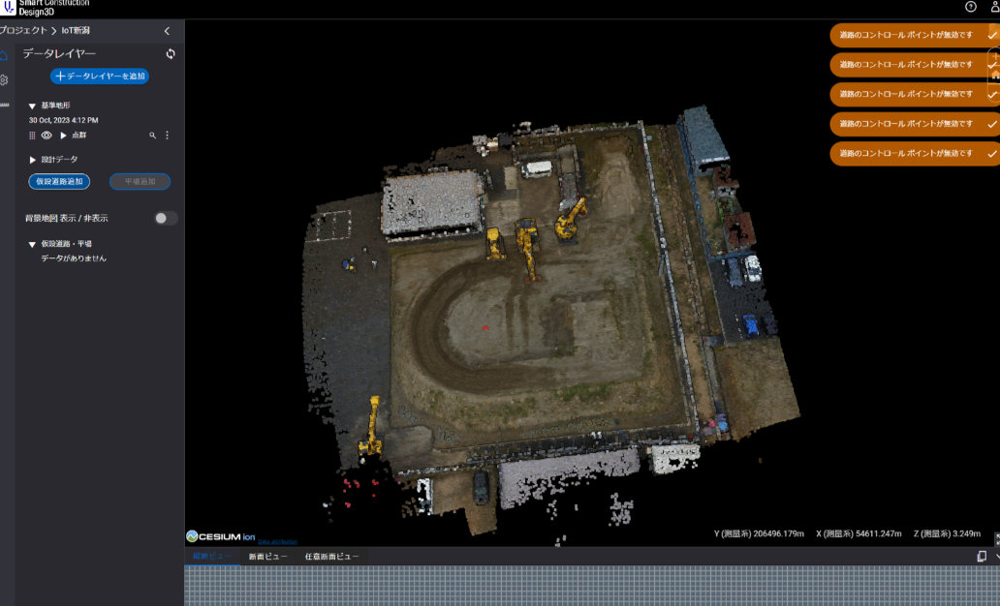 Smart Construction
Design3D
プロジェクト > IoT新潟
データレイヤー
+データレイヤーを追加
基準地形
30 Oct, 2023 4:12 PM
点群
設計データ
仮設道路追加
平場追加
背景地図 表示 / 非表示
仮設道路・平場
データがありません
道路のコントロール ポイントが無効です
道路のコントロール ポイントが無効です
道路のコントロール ポイントが無効です
道路のコントロール ポイントが無効です
道路のコントロール ポイントが無効です
CESIUM ion
Data attribution
Y (測量系) 206496.179m X (測量系) 54611.247m Z (測量系) 3.249m
縦断ビュー 断面ビュー 任意断面ビュー